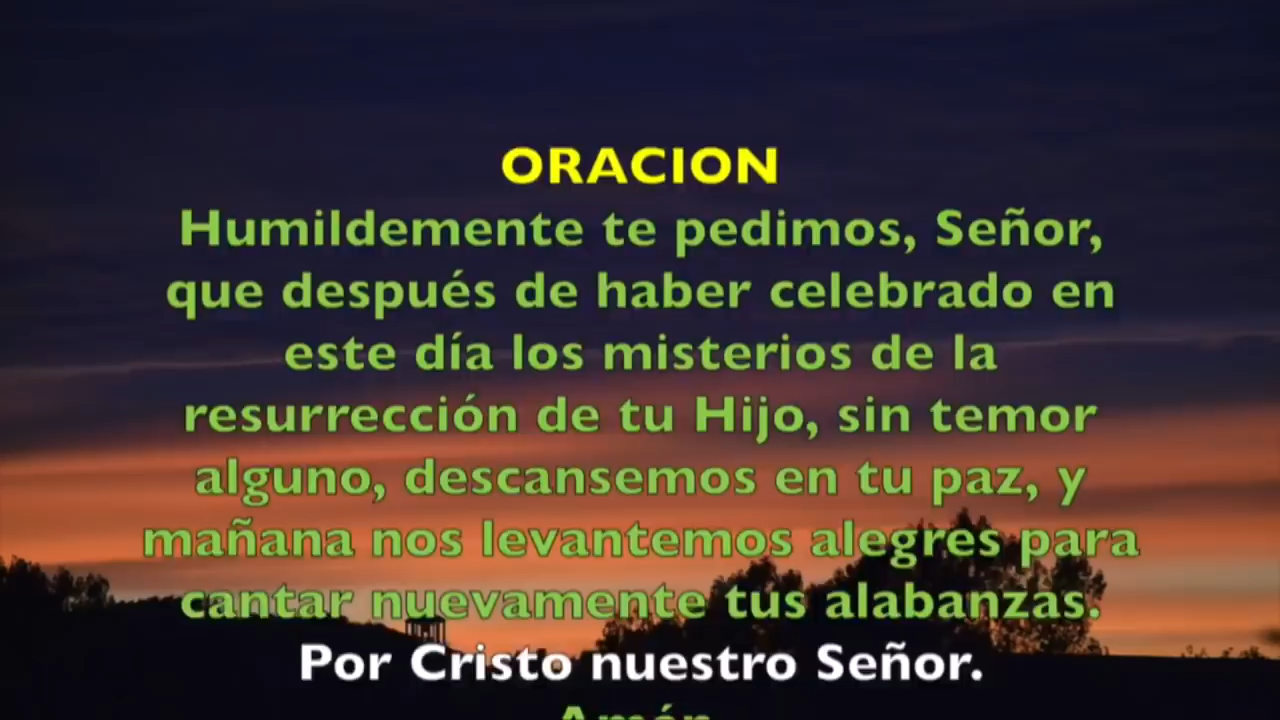 ORACION
Humildemente te pedimos, Señor,
que después de haber celebrado en
este día los misterios de la
resurrección de tu Hijo, sin temor
alguno, descansemos en tu paz, y
mañana nos levantemos alegres para
cantar nuevamente tus alabanzas.
Por Cristo nuestro Señor.
Amén